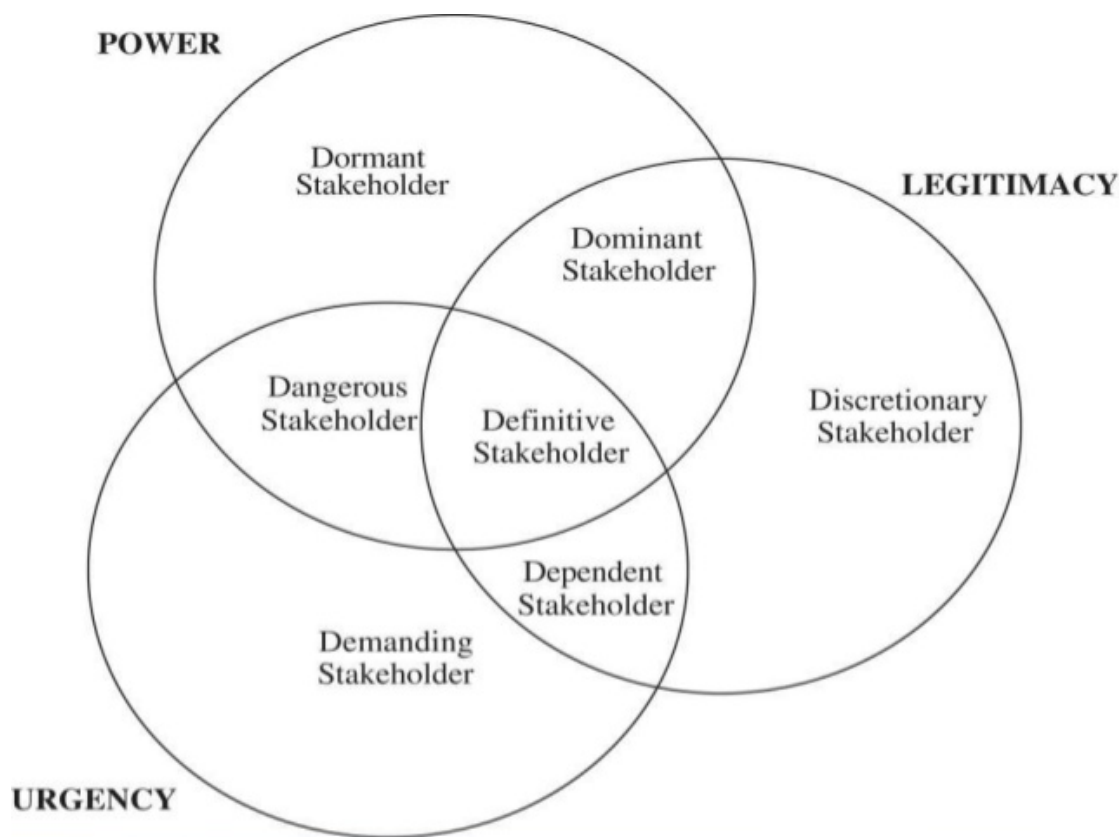 POWER
Dormant
Stakeholder
LEGITIMACY
Dominant
Stakeholder
Dangerous
Stakeholder
Definitive
Stakeholder
Discretionary
Stakeholder
Dependent
Stakeholder
Demanding
Stakeholder
URGENCY